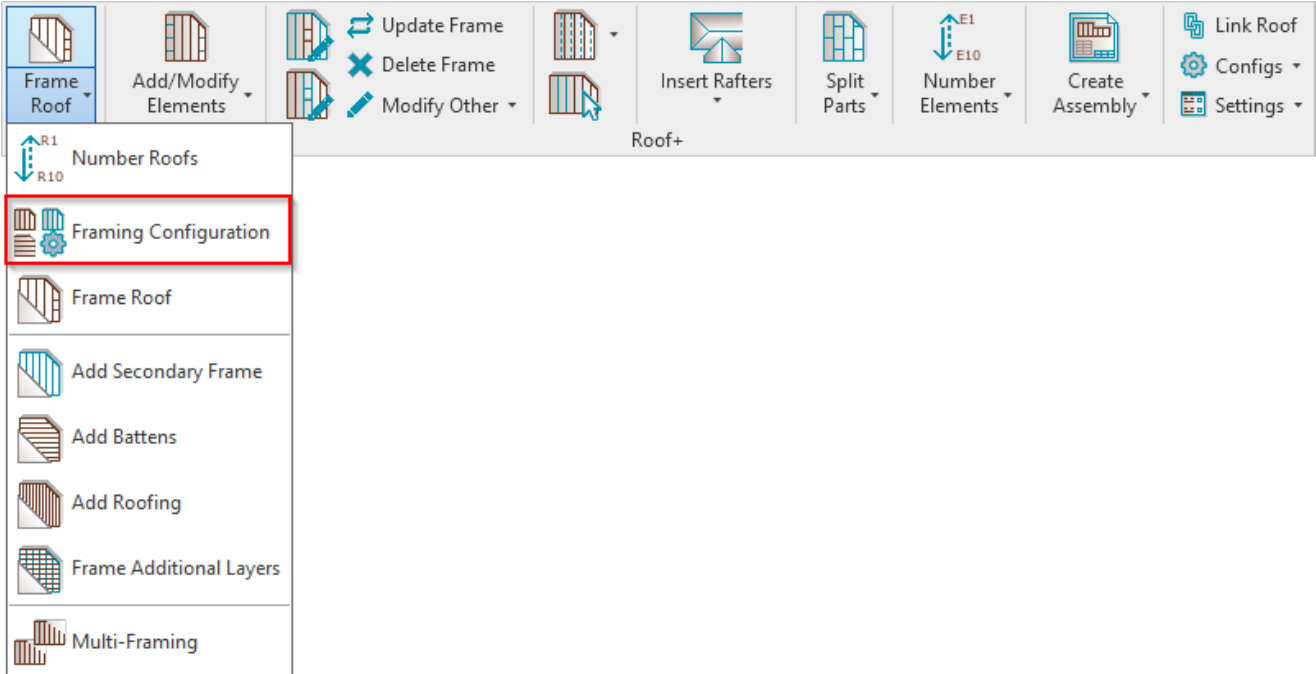 Frame
Roof
Add/Modify
Elements
Update Frame
Delete Frame
Modify Other
Insert Rafters
Split
Parts
E1
E10
Number
Elements
Create
Assembly
Link Roof
Configs
Settings
Roof+
R1
R10
Number Roofs
Framing Configuration
Frame Roof
Add Secondary Frame
Add Battens
Add Roofing
Frame Additional Layers
Multi-Framing